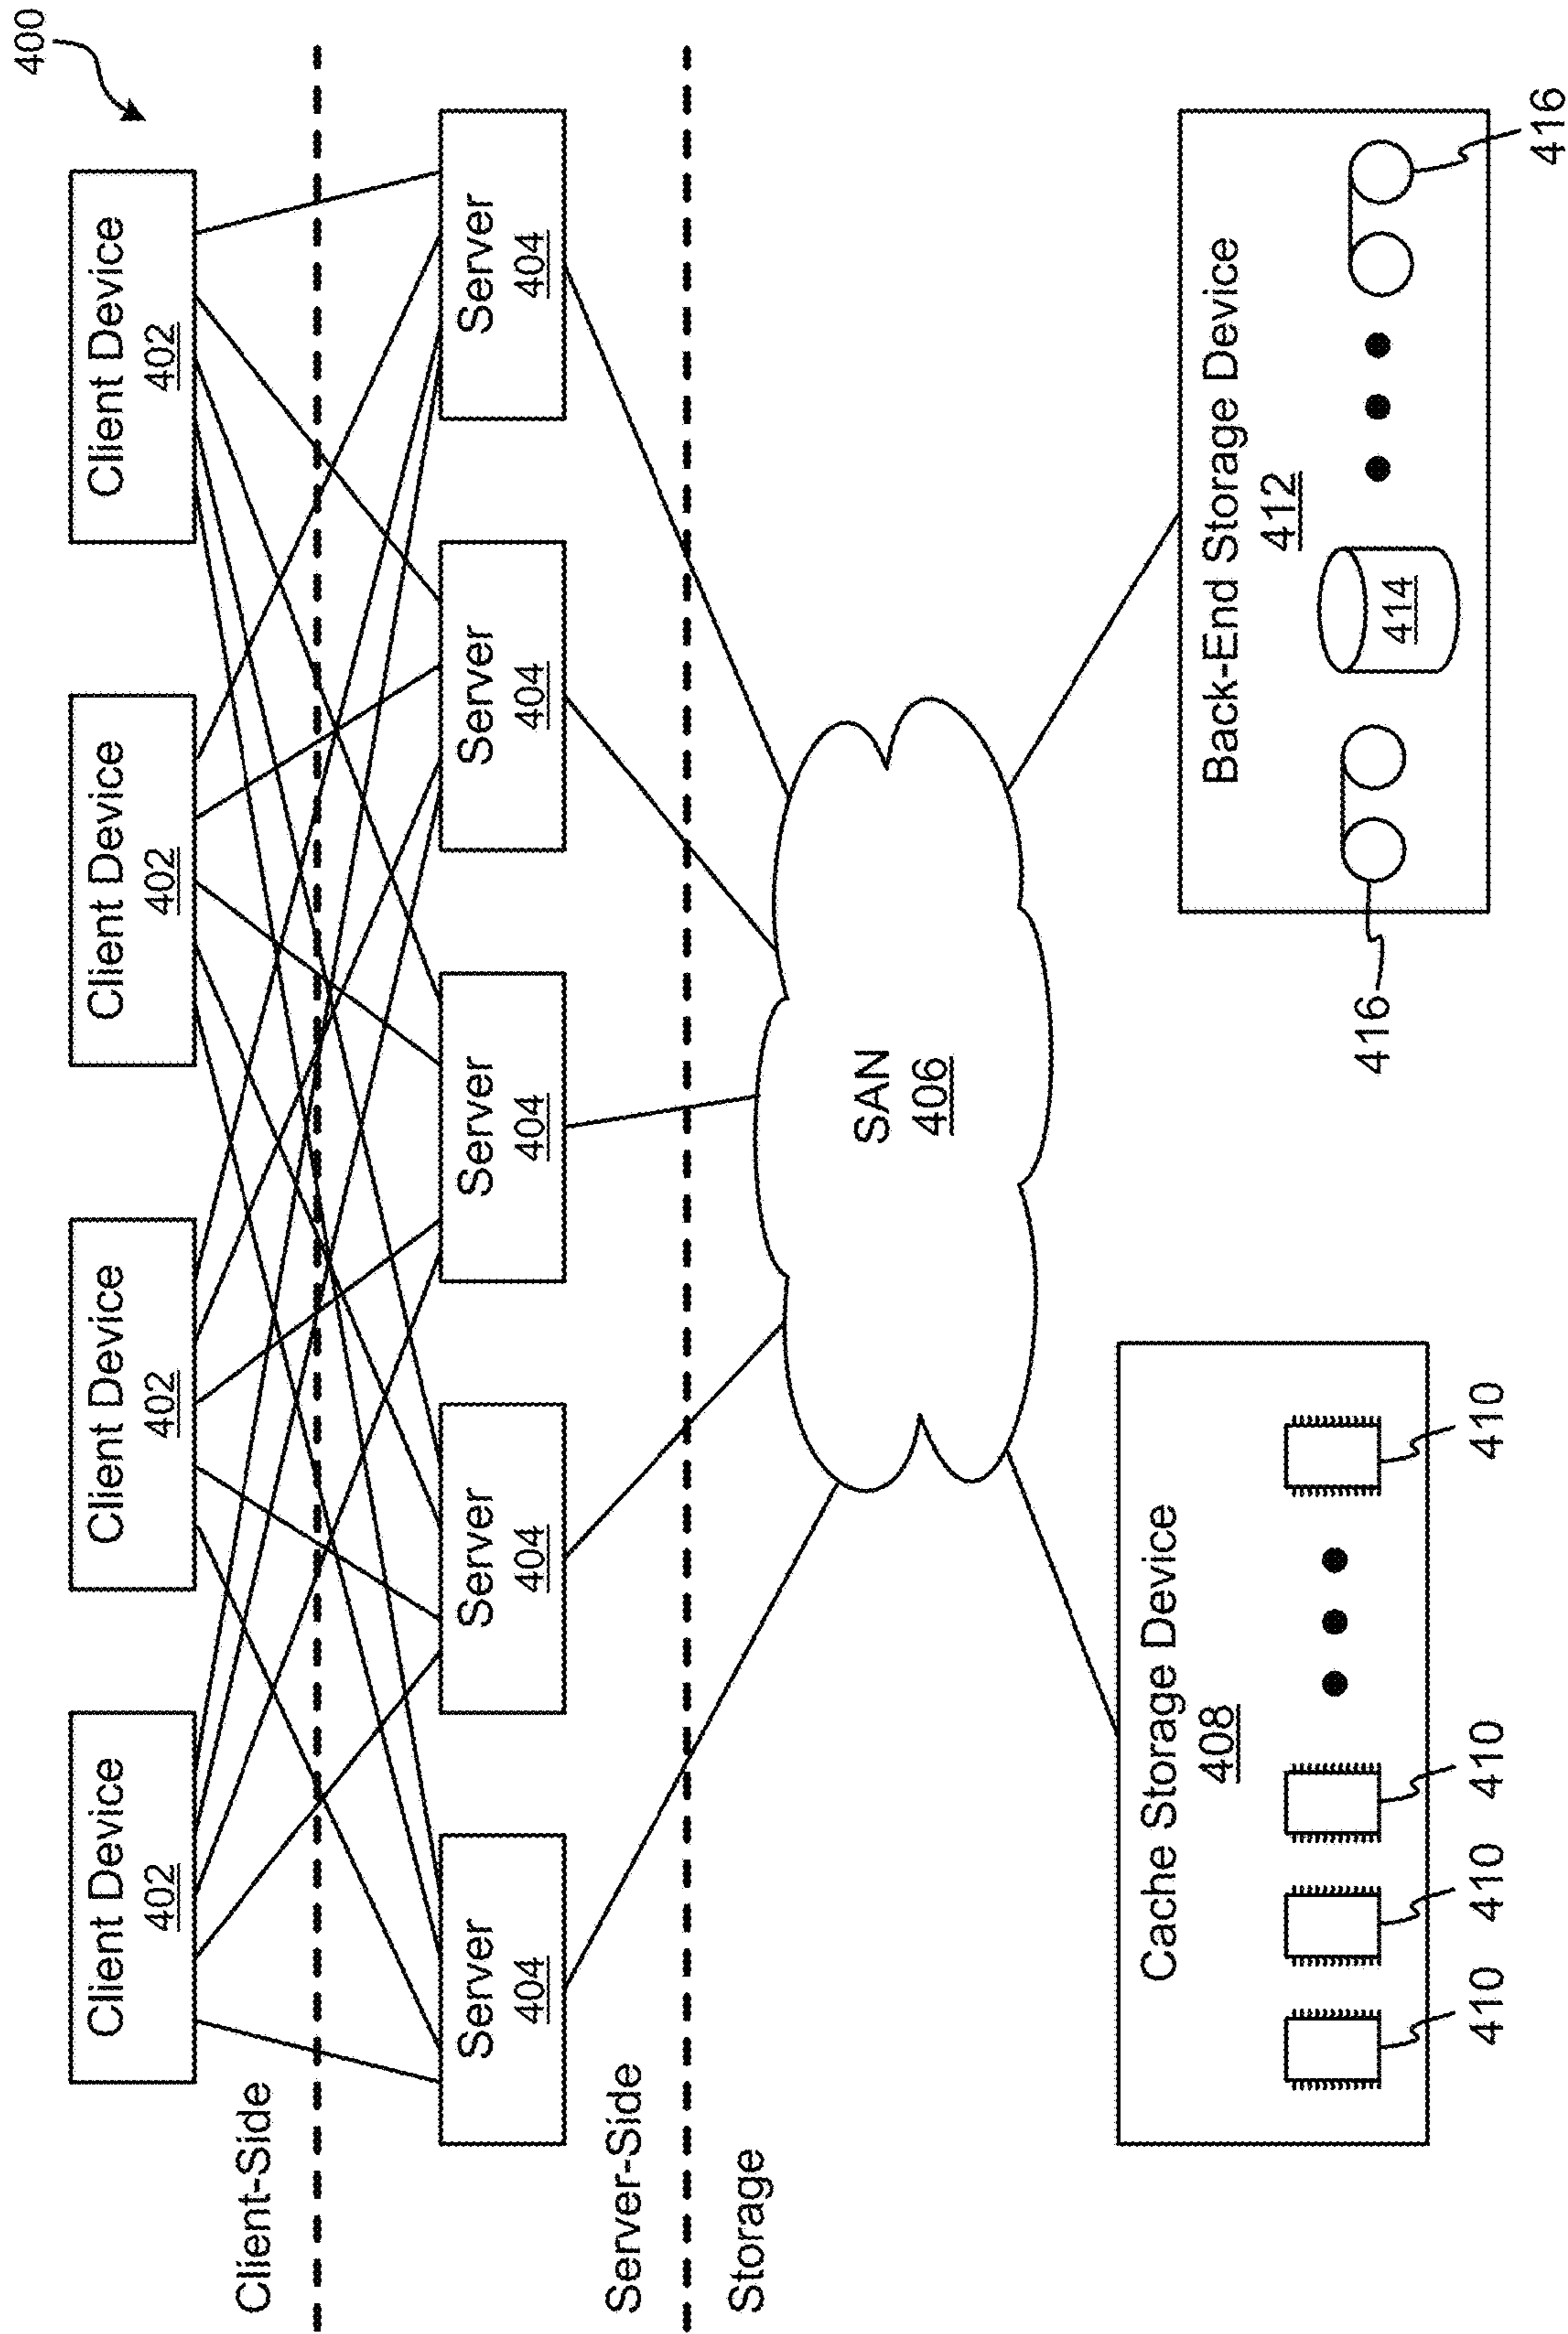 400
Client Device
402
Client Device
402
Client Device
402
Client Device
402
Client-Side
Server
404
Server
404
Server
404
Server
404
Server
404
Server-Side
Storage
SAN
406
Cache Storage Device
408
410
410
410
410
Back-End Storage Device
412
414
416
416